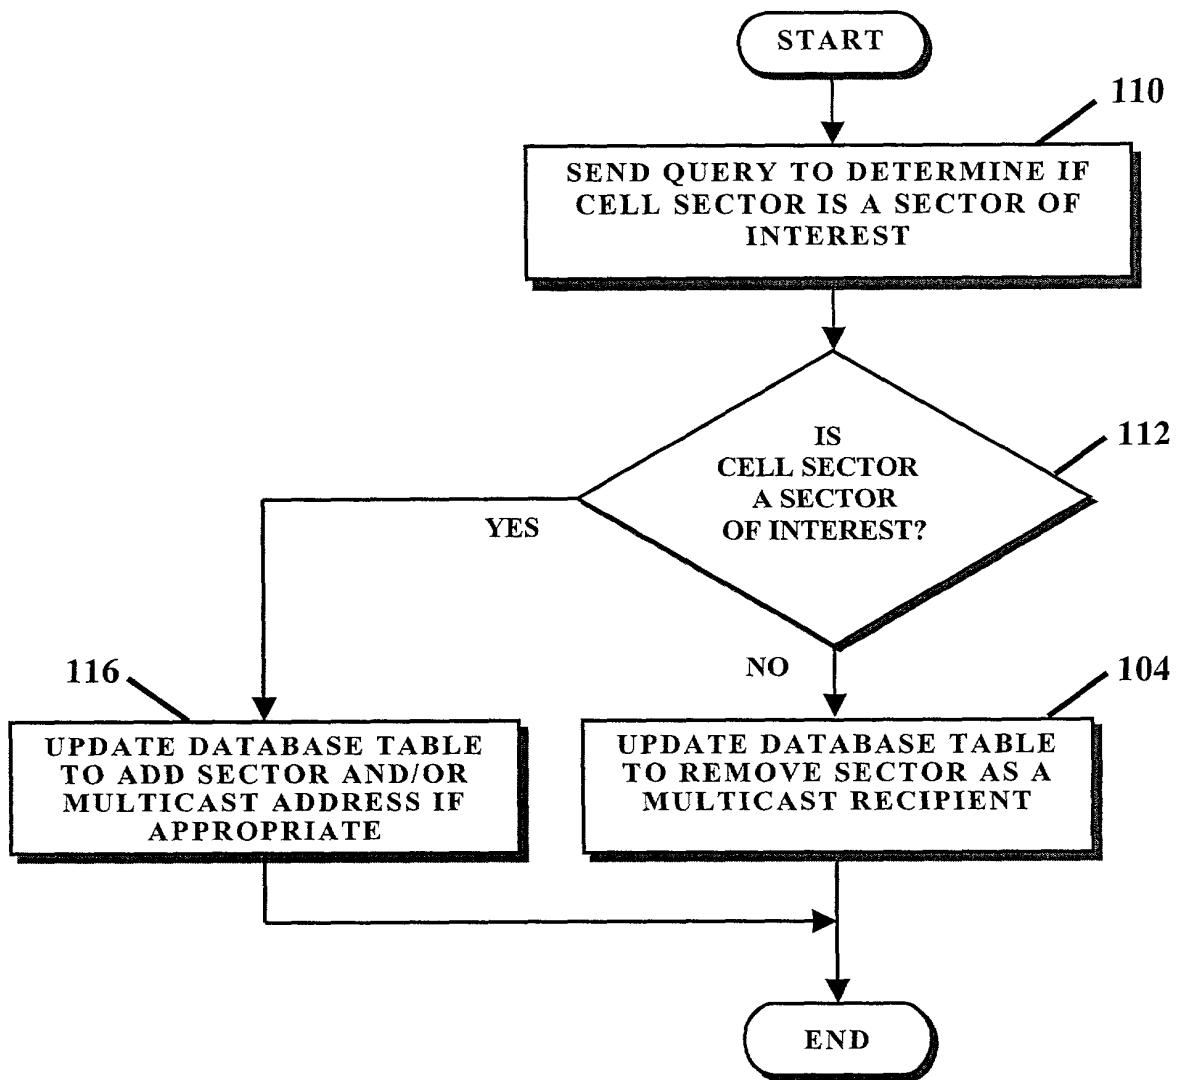 START
110
SEND QUERY TO DETERMINE IF
CELL SECTOR IS A SECTOR OF
INTEREST
IS
CELL SECTOR
A SECTOR
OF INTEREST?
112
YES
NO
116
104
UPDATE DATABASE TABLE
TO ADD SECTOR AND/OR
MULTICAST ADDRESS IF
APPROPRIATE
UPDATE DATABASE TABLE
TO REMOVE SECTOR AS A
MULTICAST RECIPIENT
END